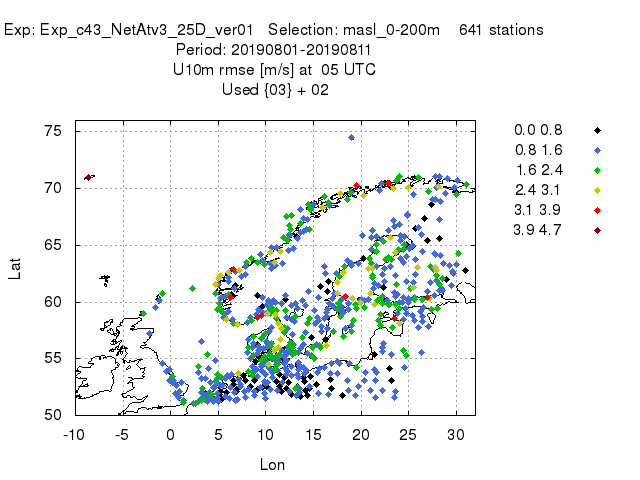 Exp: Exp_c43_NetAtv3_25D_ver01 Selection: masl_0-200m 641 stations
Period: 20190801-20190811
U10m rmse [m/s] at 05 UTC
Used {03} + 02
75
70
65
60
55
50
Lat
-10 -5 0 5 10 15 20 25 30
Lon
0.0 0.8
0.8 1.6
1.6 2.4
2.4 3.1
3.1 3.9
3.9 4.7